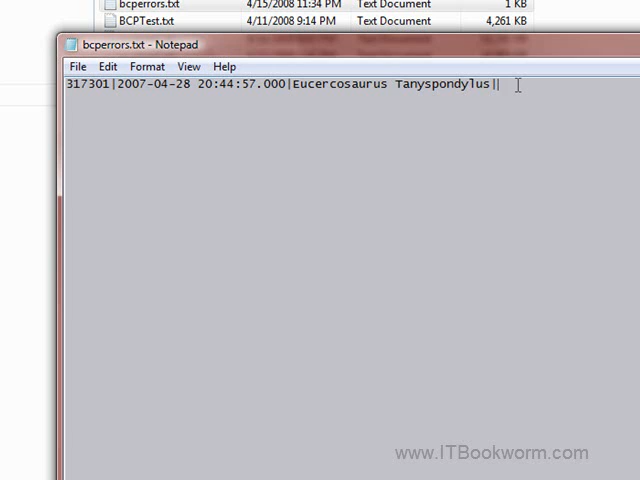 bcperrors.txt 4/15/2008 11:34 PM Text Document 1 KB
BCPTest.txt 4/11/2008 9:14 PM Text Document 4,261 KB
bcperrors.txt - Notepad
File Edit Format View Help
317301|2007-04-28 20:44:57.000|Eucercosaurus Tanyspondylus||
www.ITBookworm.com